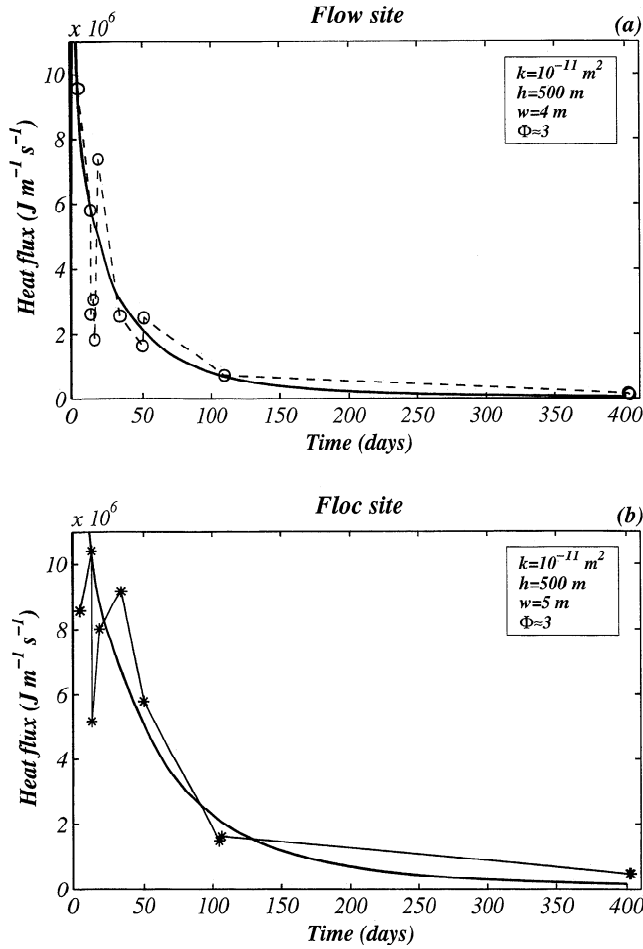 Flow site
(a)
x 10^6
k=10^−11 m^2
h=500 m
w=4 m
Φ≈3
10
8
6
4
2
0
Heat flux (J m^−1 s^−1)
0 50 100 150 200 250 300 350 400
Time (days)
Floc site
(b)
x 10^6
k=10^−11 m^2
h=500 m
w=5 m
Φ≈3
10
8
6
4
2
0
Heat flux (J m^−1 s^−1)
0 50 100 150 200 250 300 350 400
Time (days)